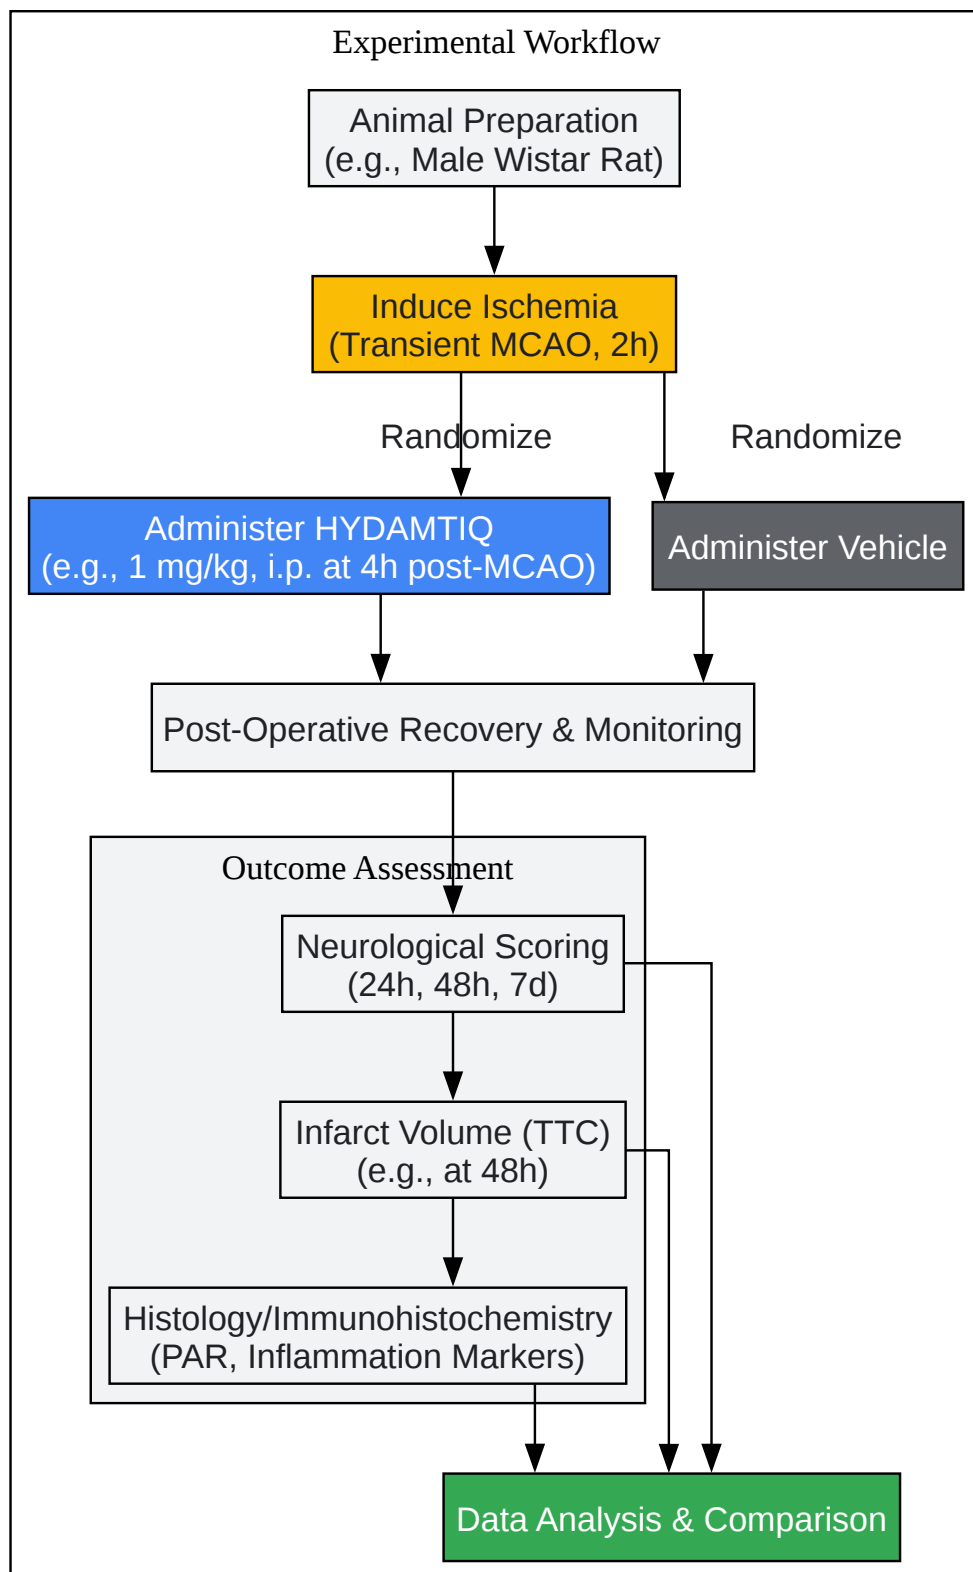 Experimental Workflow
Animal Preparation
(e.g., Male Wistar Rat)
Induce Ischemia
(Transient MCAO, 2h)
Randomize
Randomize
Administer HYDAMTIQ
(e.g., 1 mg/kg, i.p. at 4h post-MCAO)
Administer Vehicle
Post-Operative Recovery & Monitoring
Outcome Assessment
Neurological Scoring
(24h, 48h, 7d)
Infarct Volume (TTC)
(e.g., at 48h)
Histology/Immunohistochemistry
(PAR, Inflammation Markers)
Data Analysis & Comparison